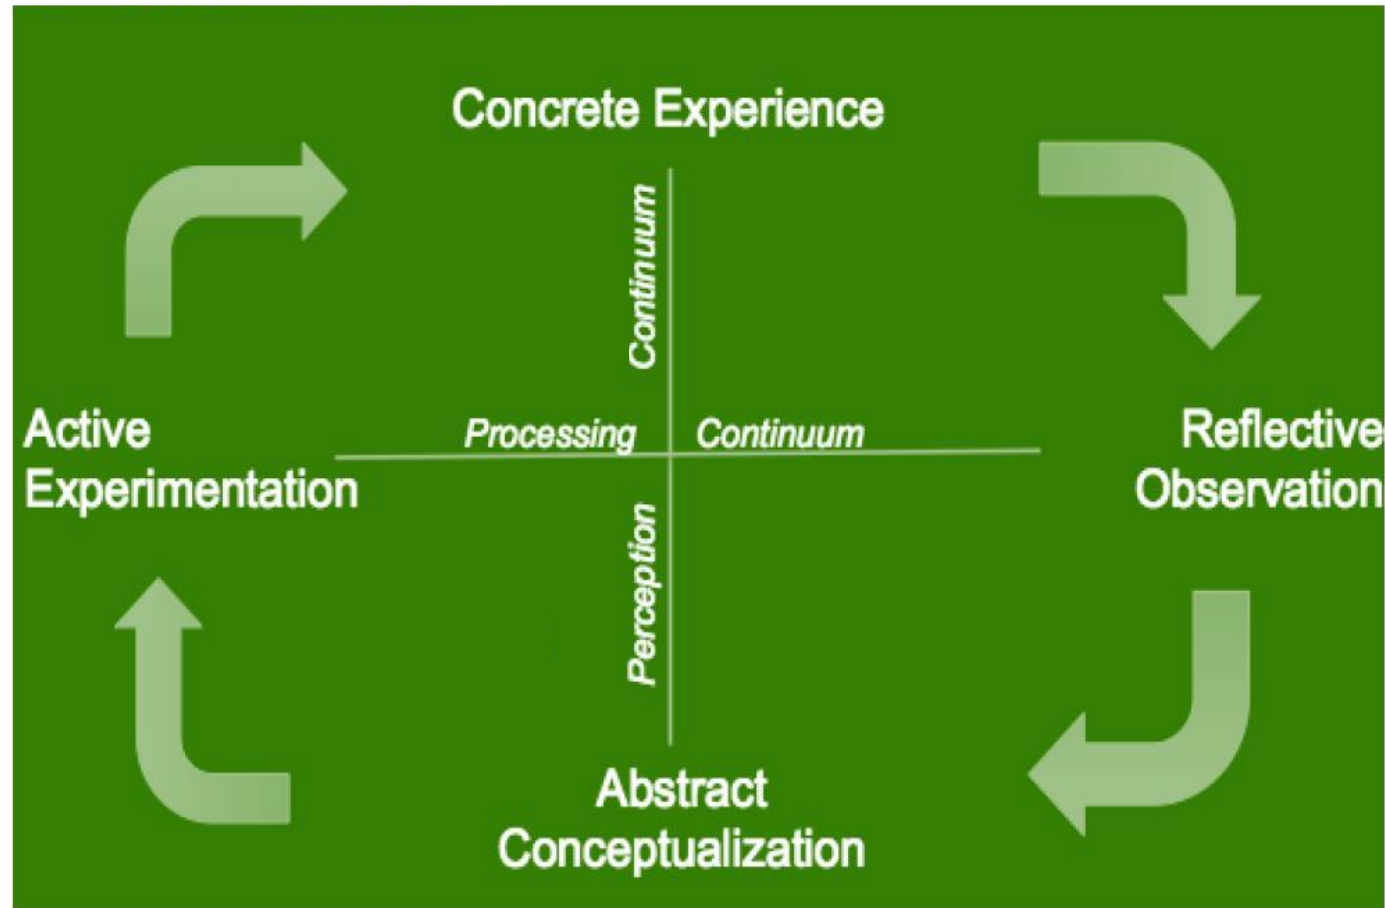 Concrete Experience
Perception Continuum
Active
Experimentation
Processing Continuum
Reflective
Observation
Abstract
Conceptualization